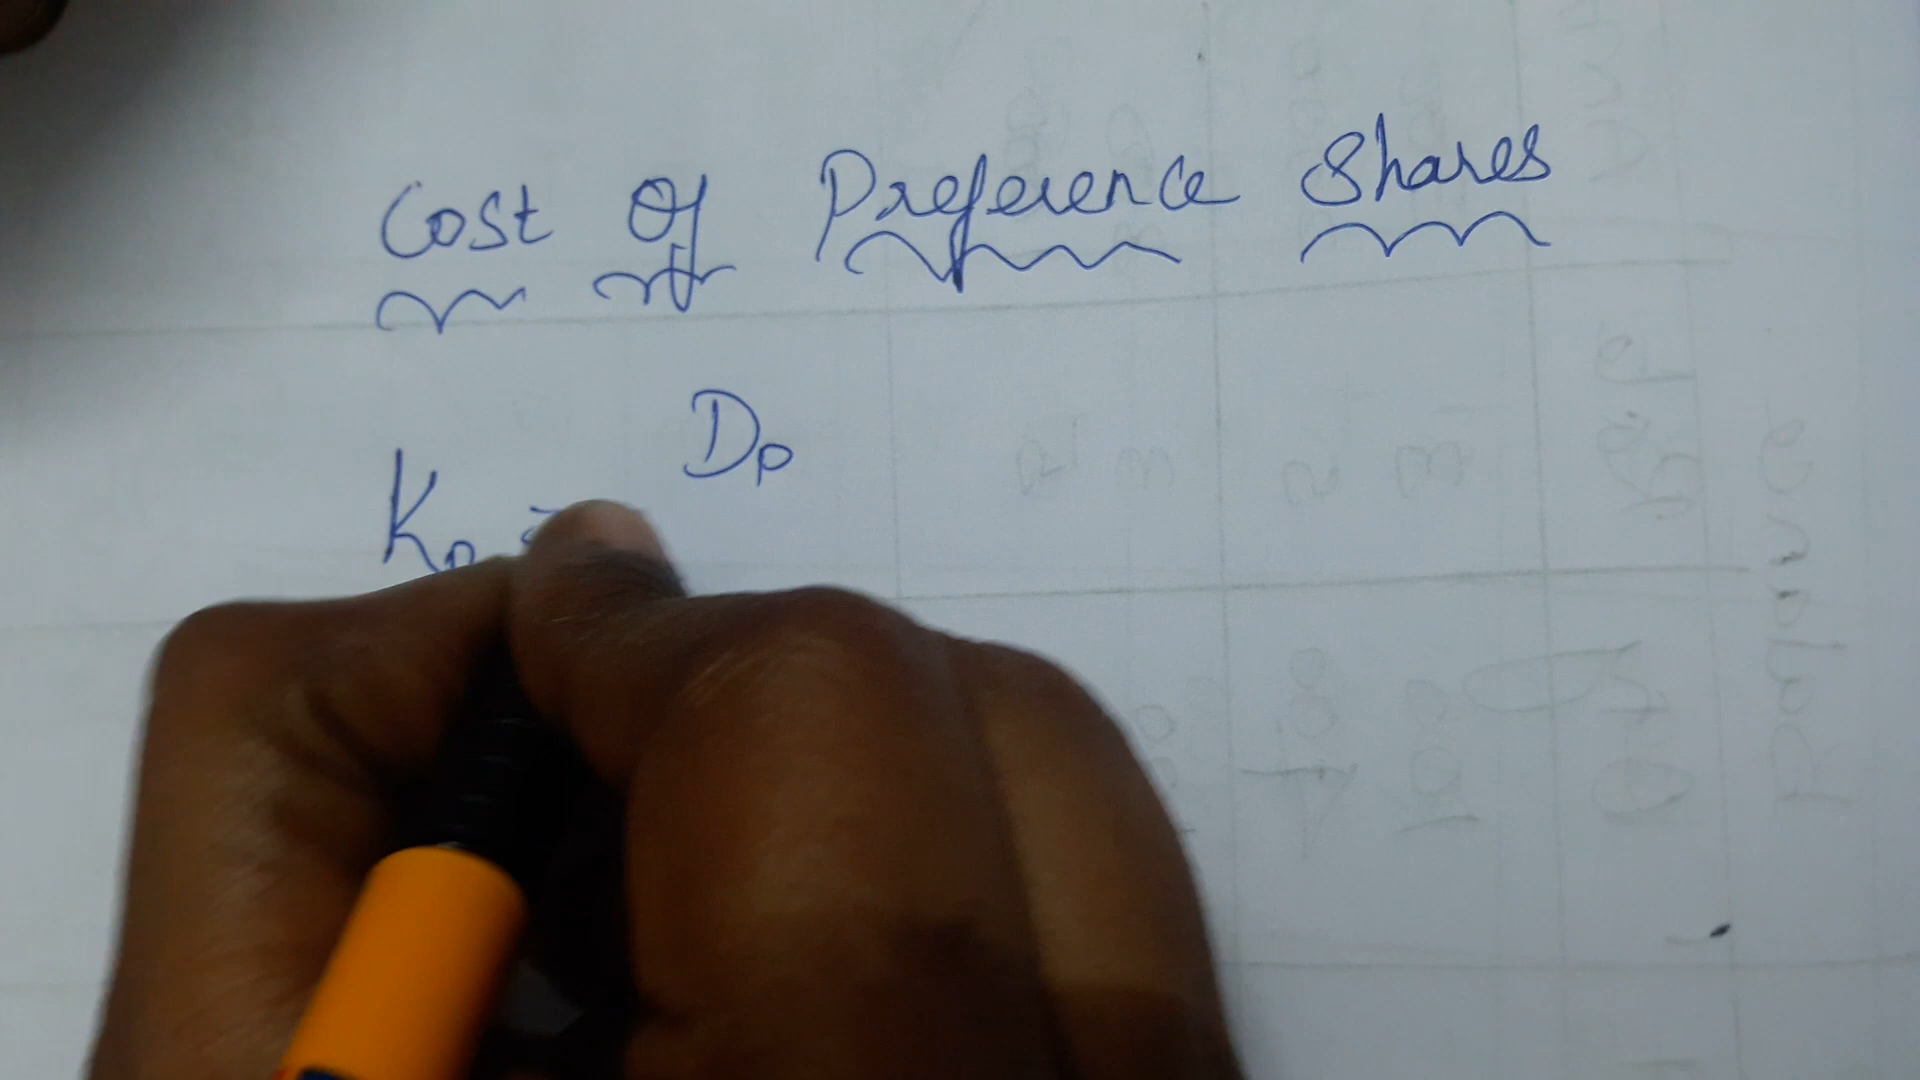 Cost Of Preference Shares
Dp
Kp =